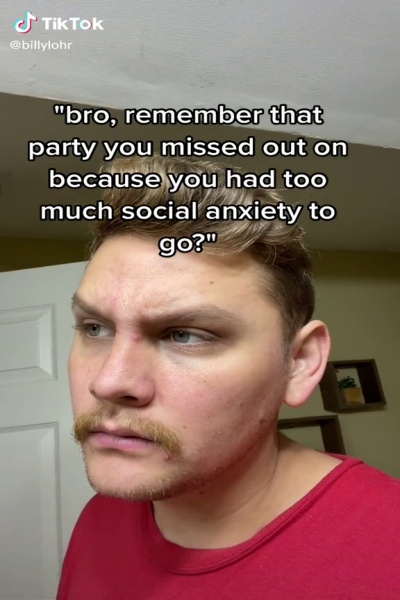 TikTok
@billylohr
"bro, remember that
party you missed out on
because you had too
much social anxiety to
go?"